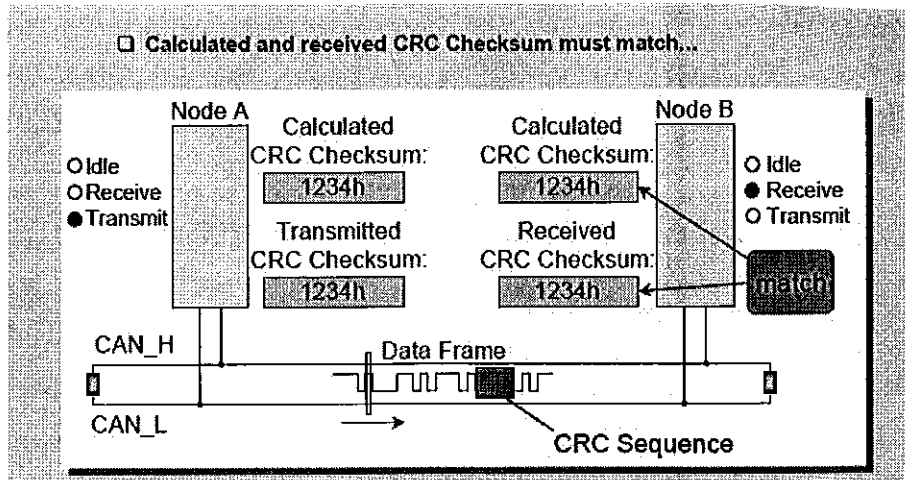 Calculated and received CRC Checksum must match...
Node A
Calculated
CRC Checksum:
1234h
Transmitted
CRC Checksum:
1234h
Idle
Receive
Transmit
Calculated
CRC Checksum:
1234h
Received
CRC Checksum:
1234h
Node B
Idle
Receive
Transmit
match
CAN_H
Data Frame
CAN_L
CRC Sequence